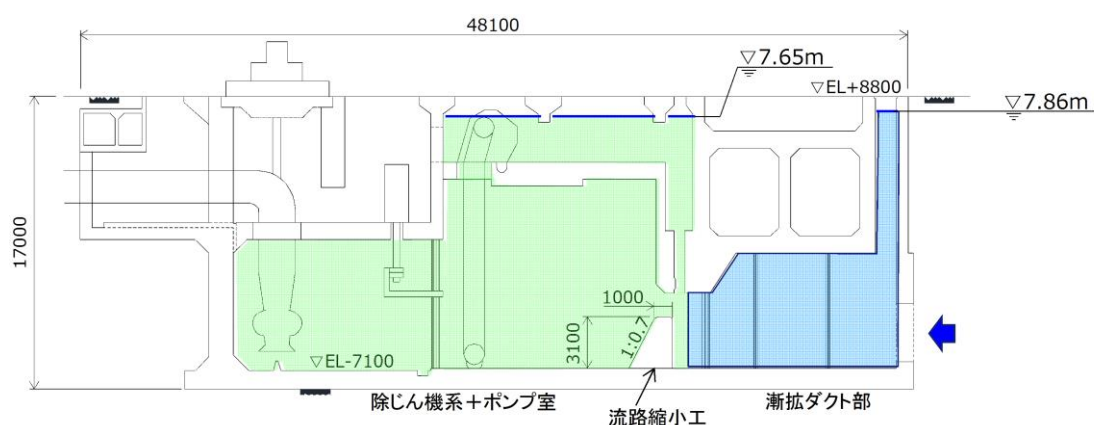 48100
▽7.65m
▽EL+8800
▽7.86m
17000
1000
3100
1:0.7
▽EL-7100
除じん機系+ポンプ室
流路縮小工
漸拡ダクト部